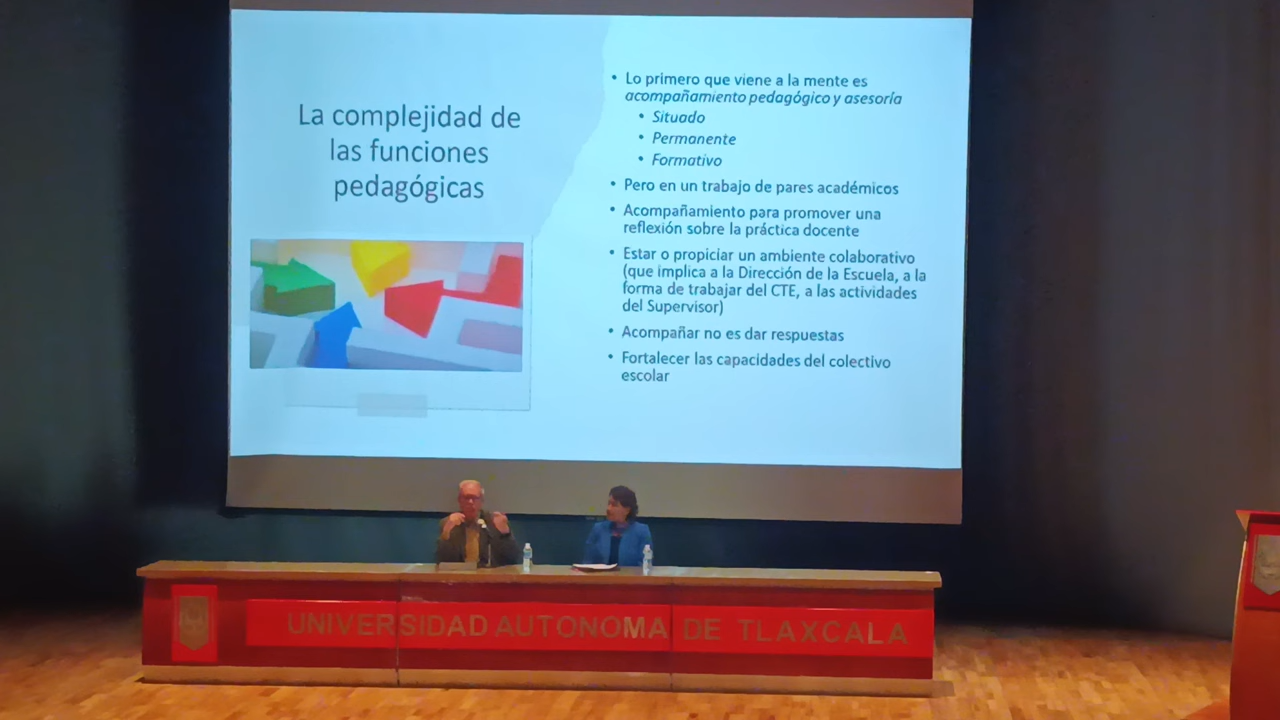 La complejidad de
las funciones
pedagógicas
• Lo primero que viene a la mente es
acompañamiento pedagógico y asesoría
• Situado
• Permanente
• Formativo
• Pero en un trabajo de pares académicos
• Acompañamiento para promover una
reflexión sobre la práctica docente
• Estar o propiciar un ambiente colaborativo
(que implica a la Dirección de la Escuela, a la
forma de trabajar del CTE, a las actividades
del Supervisor)
• Acompañar no es dar respuestas
• Fortalecer las capacidades del colectivo
escolar
UNIVERSIDAD AUTONOMA DE TLAXCALA